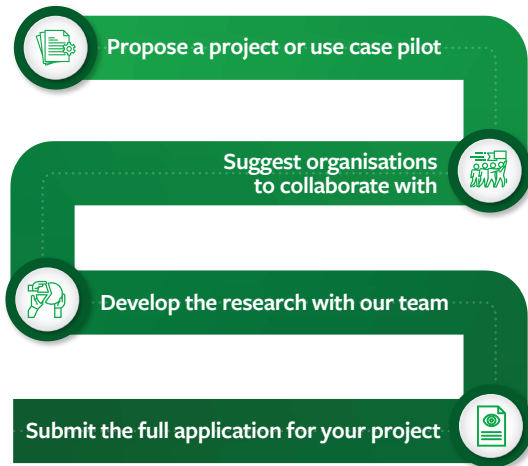 Propose a project or use case pilot
Suggest organisations
to collaborate with
Develop the research with our team
Submit the full application for your project